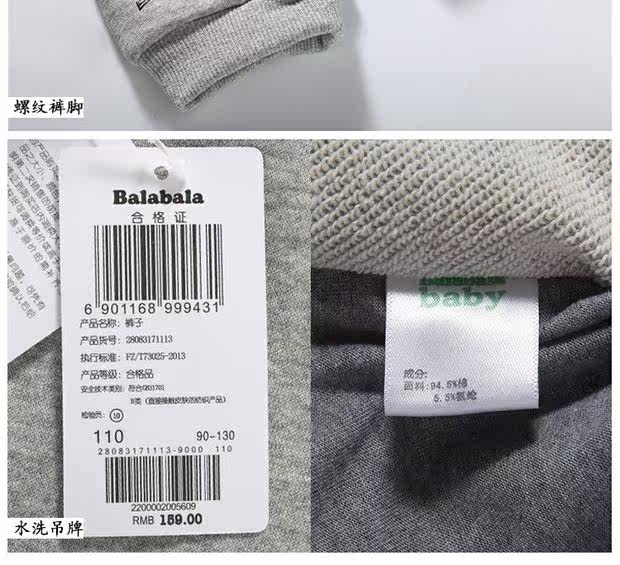 螺纹裤脚
Balabala
合格证
6 901168 999431
产品名称: 裤子
产品货号: 28083171113
执行标准: FZ/T73025-2013
产品等级: 合格品
安全技术类别: 符合GB31701
B类 (直接接触皮肤的纺织产品)
检验员: 10
110 90-130
28083171113-9000 110
2200002005609
RMB 159.00
baby
成分:
面料:94.5%棉
5.5%氨纶
水洗吊牌